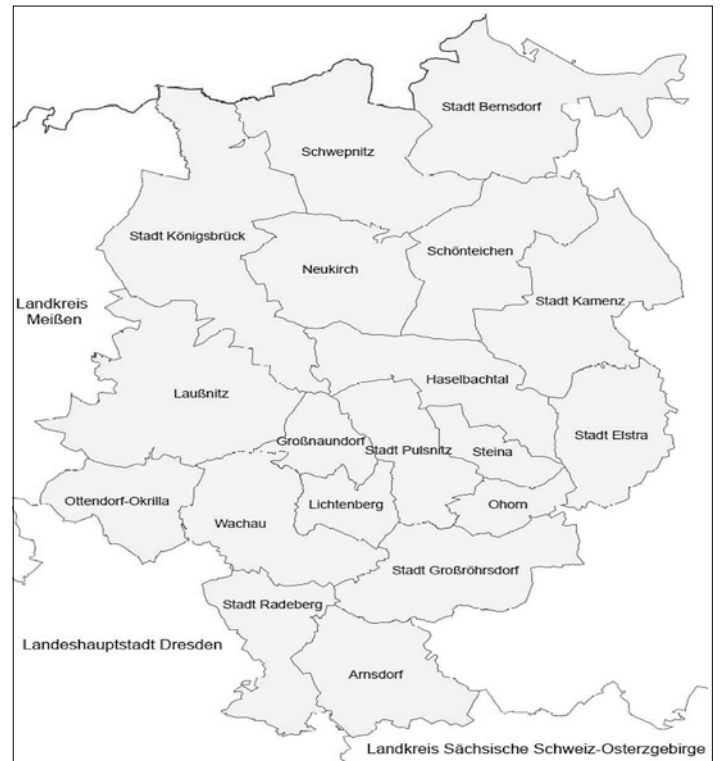 Stadt Bernsdorf
Schwepnitz
Stadt Königsbrück
Schönteichen
Neukirch
Stadt Kamenz
Landkreis
Meißen
Haselbachtal
Laußnitz
Stadt Elstra
Großnaundorf
Stadt Pulsnitz
Steina
Ottendorf-Okrilla
Lichtenberg
Ohorn
Wachau
Stadt Großröhrsdorf
Stadt Radeberg
Landeshauptstadt Dresden
Arnsdorf
Landkreis Sächsische Schweiz-Osterzgebirge